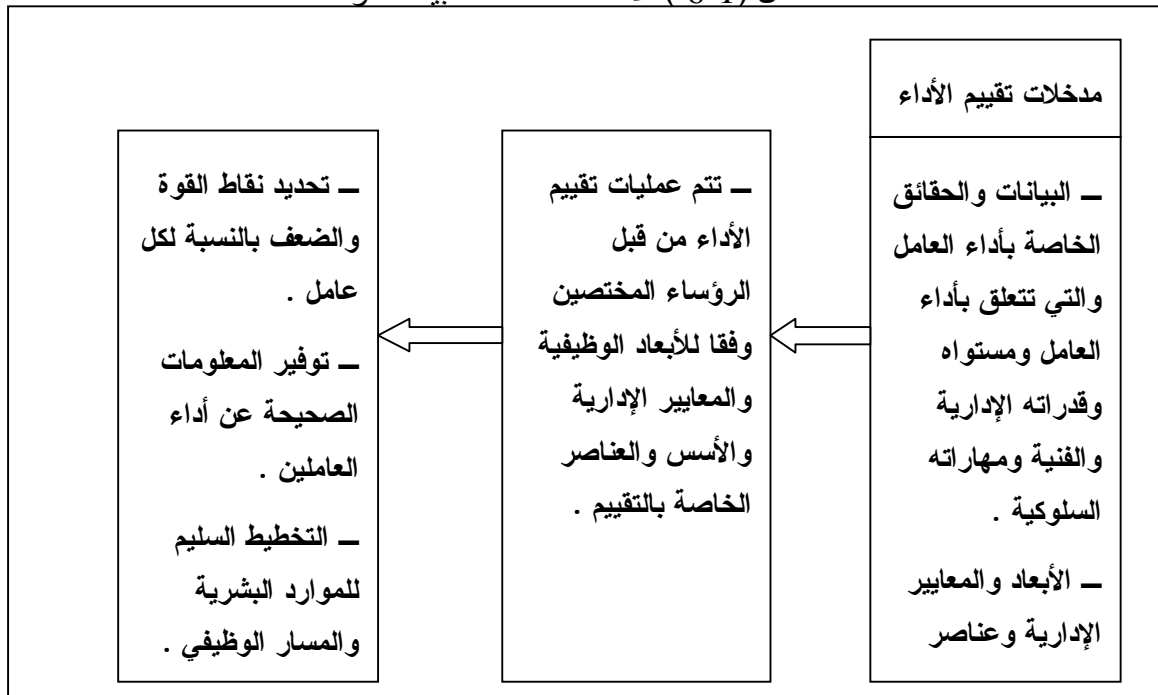 مدخلات تقييم الأداء
ـ البيانات والحقائق
الخاصة بأداء العامل
والتي تتعلق بأداء
العامل ومستواه
وقدراته الإدارية
والفنية ومهاراته
السلوكية .
ـ الأبعاد والمعايير
الإدارية وعناصر
ـ تتم عمليات تقييم
الأداء من قبل
الرؤساء المختصين
وفقا للأبعاد الوظيفية
والمعايير الإدارية
والأسس والعناصر
الخاصة بالتقييم .
ـ تحديد نقاط القوة
والضعف بالنسبة لكل
عامل .
ـ توفير المعلومات
الصحيحة عن أداء
العاملين .
ـ التخطيط السليم
للموارد البشرية
والمسار الوظيفي .